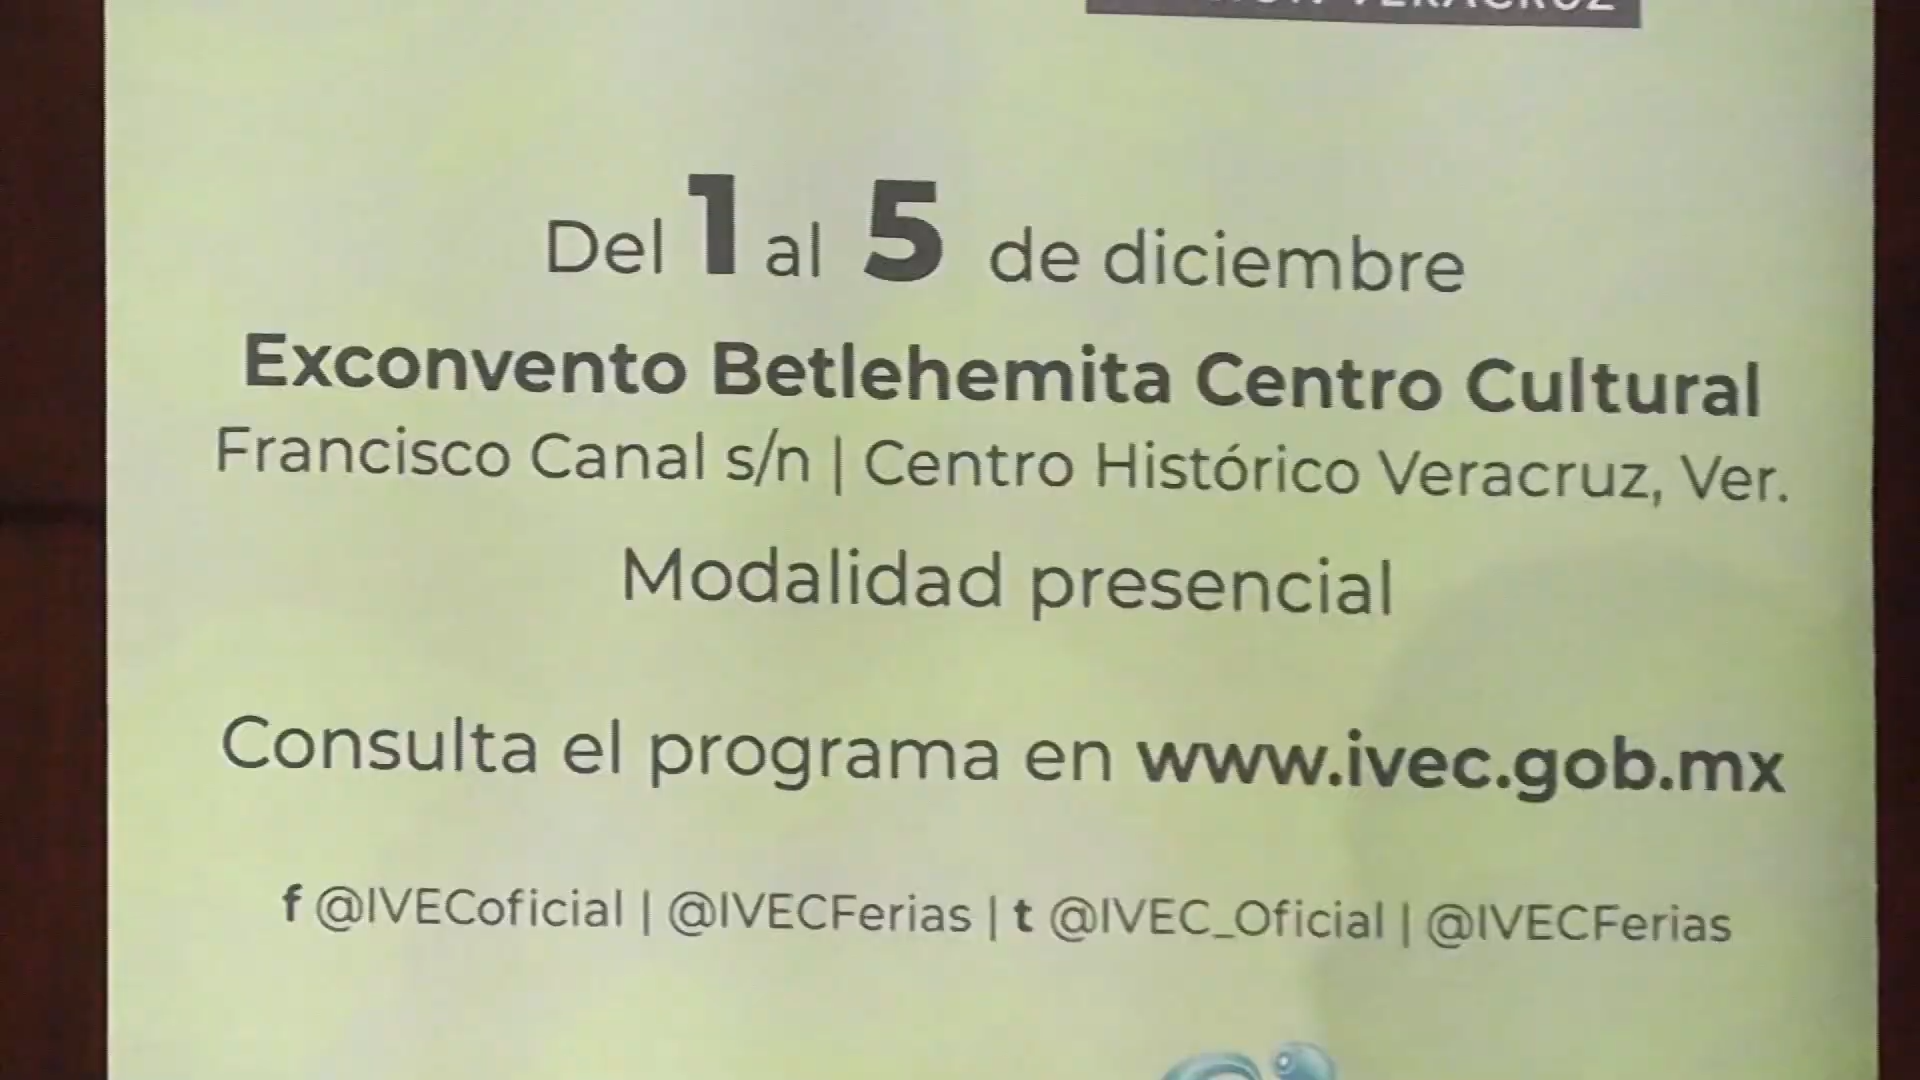 VERACRUZ
Del 1 al 5 de diciembre
Exconvento Betlehemita Centro Cultural
Francisco Canal s/n | Centro Histórico Veracruz, Ver.
Modalidad presencial
Consulta el programa en www.ivec.gob.mx
f @IVECoficial | @IVECFerias | t @IVEC_Oficial | @IVECFerias